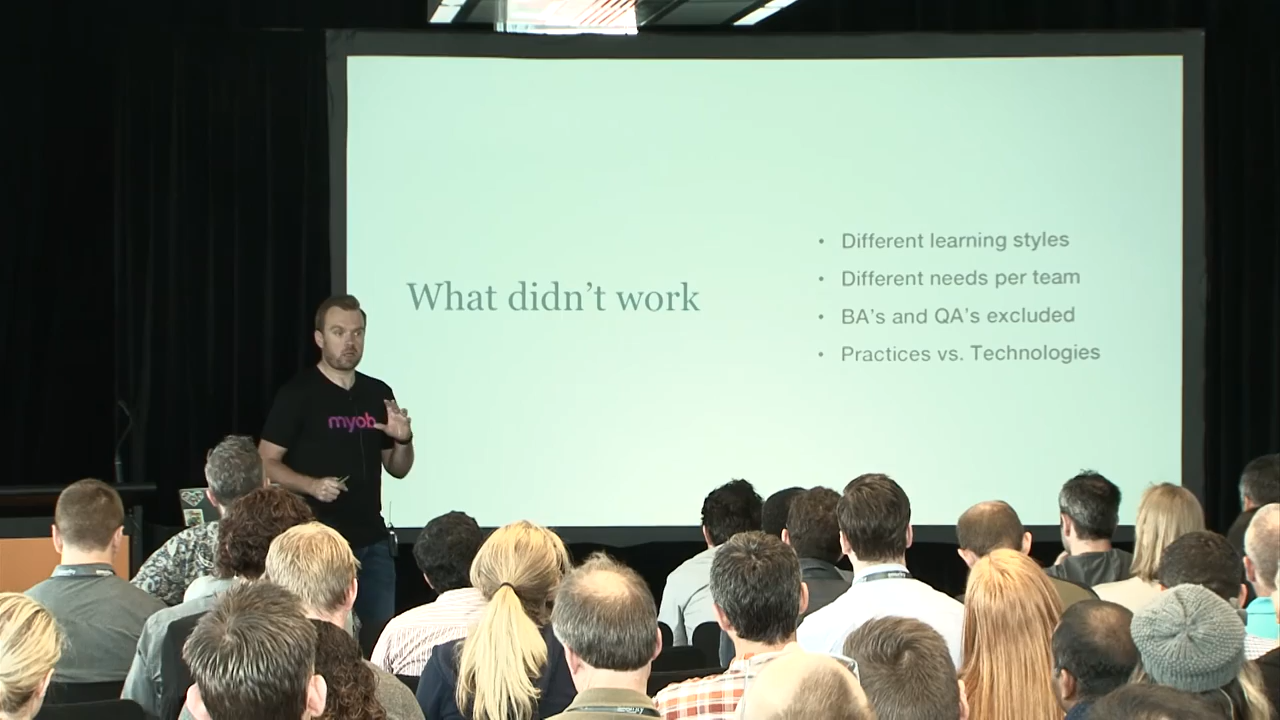 What didn't work
• Different learning styles
• Different needs per team
• BA's and QA's excluded
• Practices vs. Technologies
myob